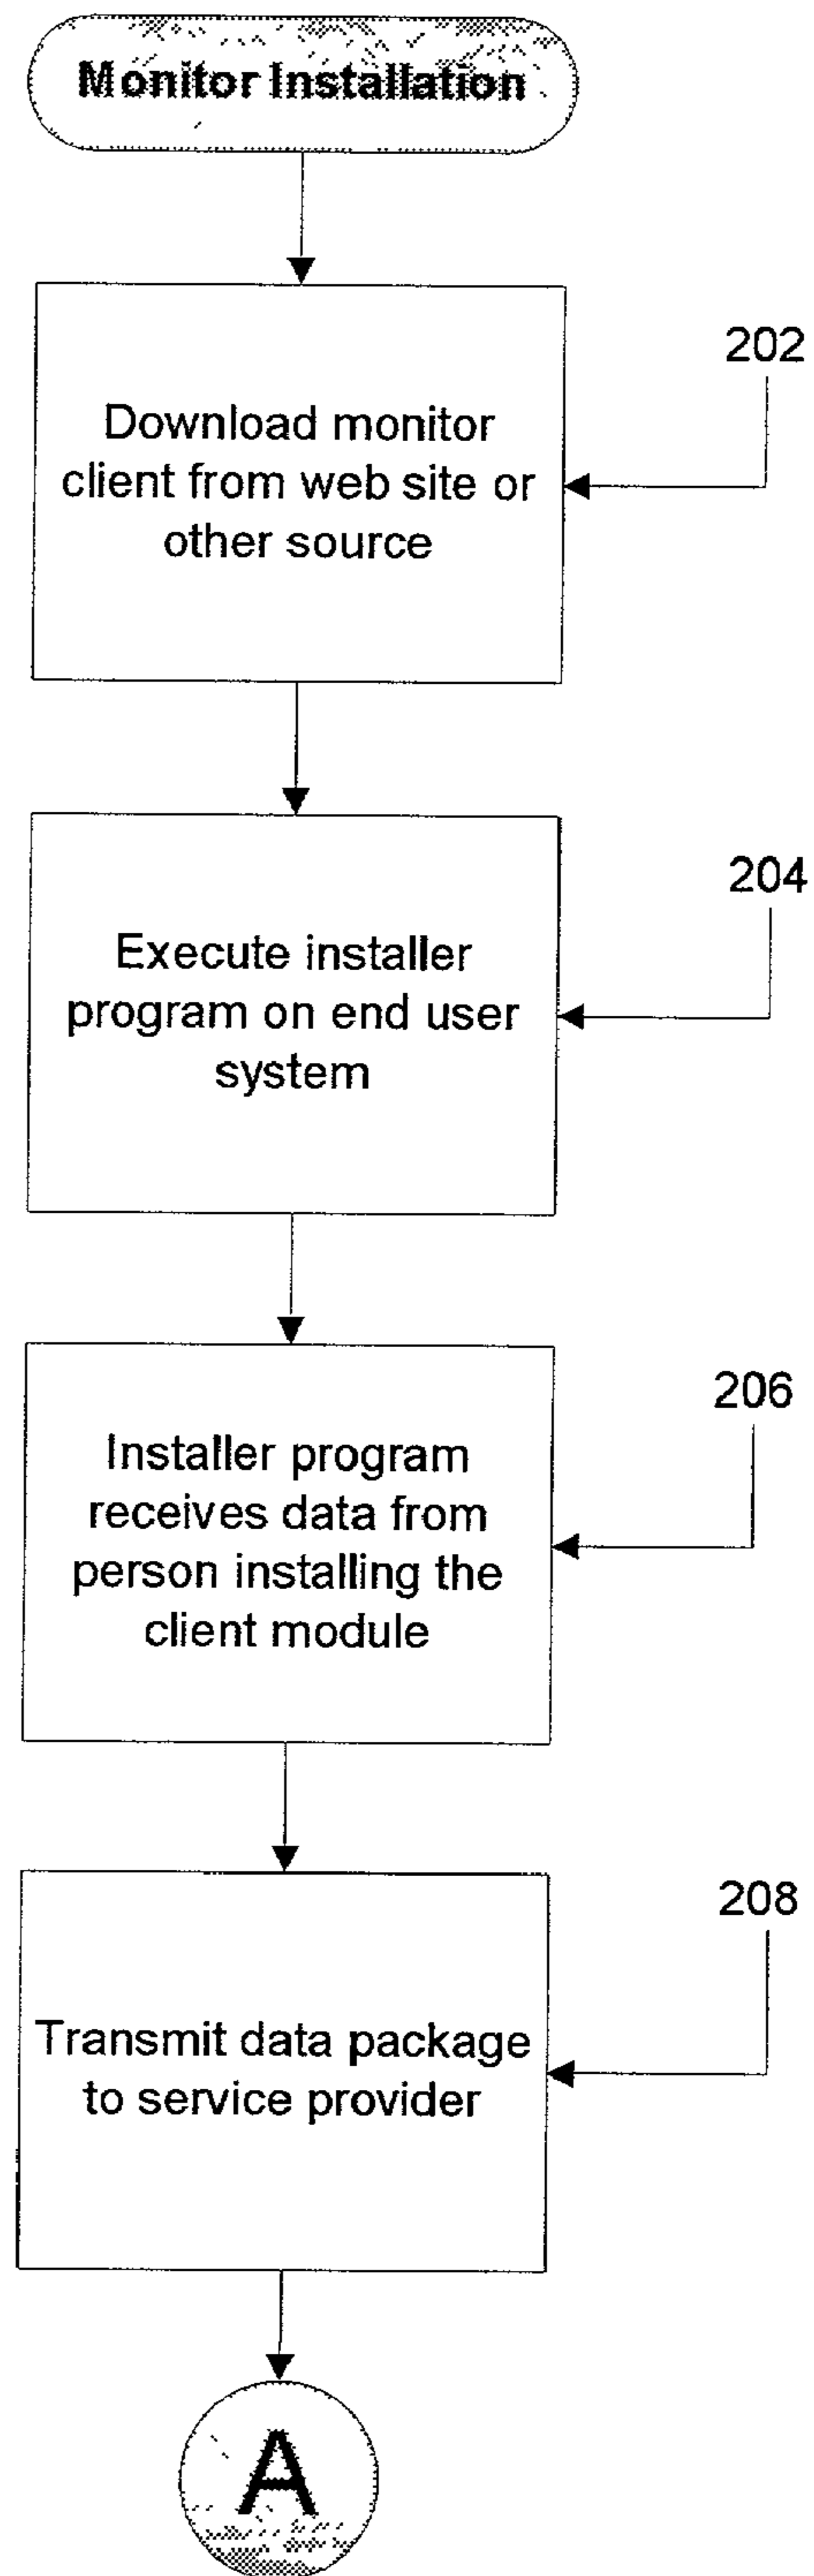 Monitor Installation
202
Download monitor
client from web site or
other source
204
Execute installer
program on end user
system
206
Installer program
receives data from
person installing the
client module
208
Transmit data package
to service provider
A